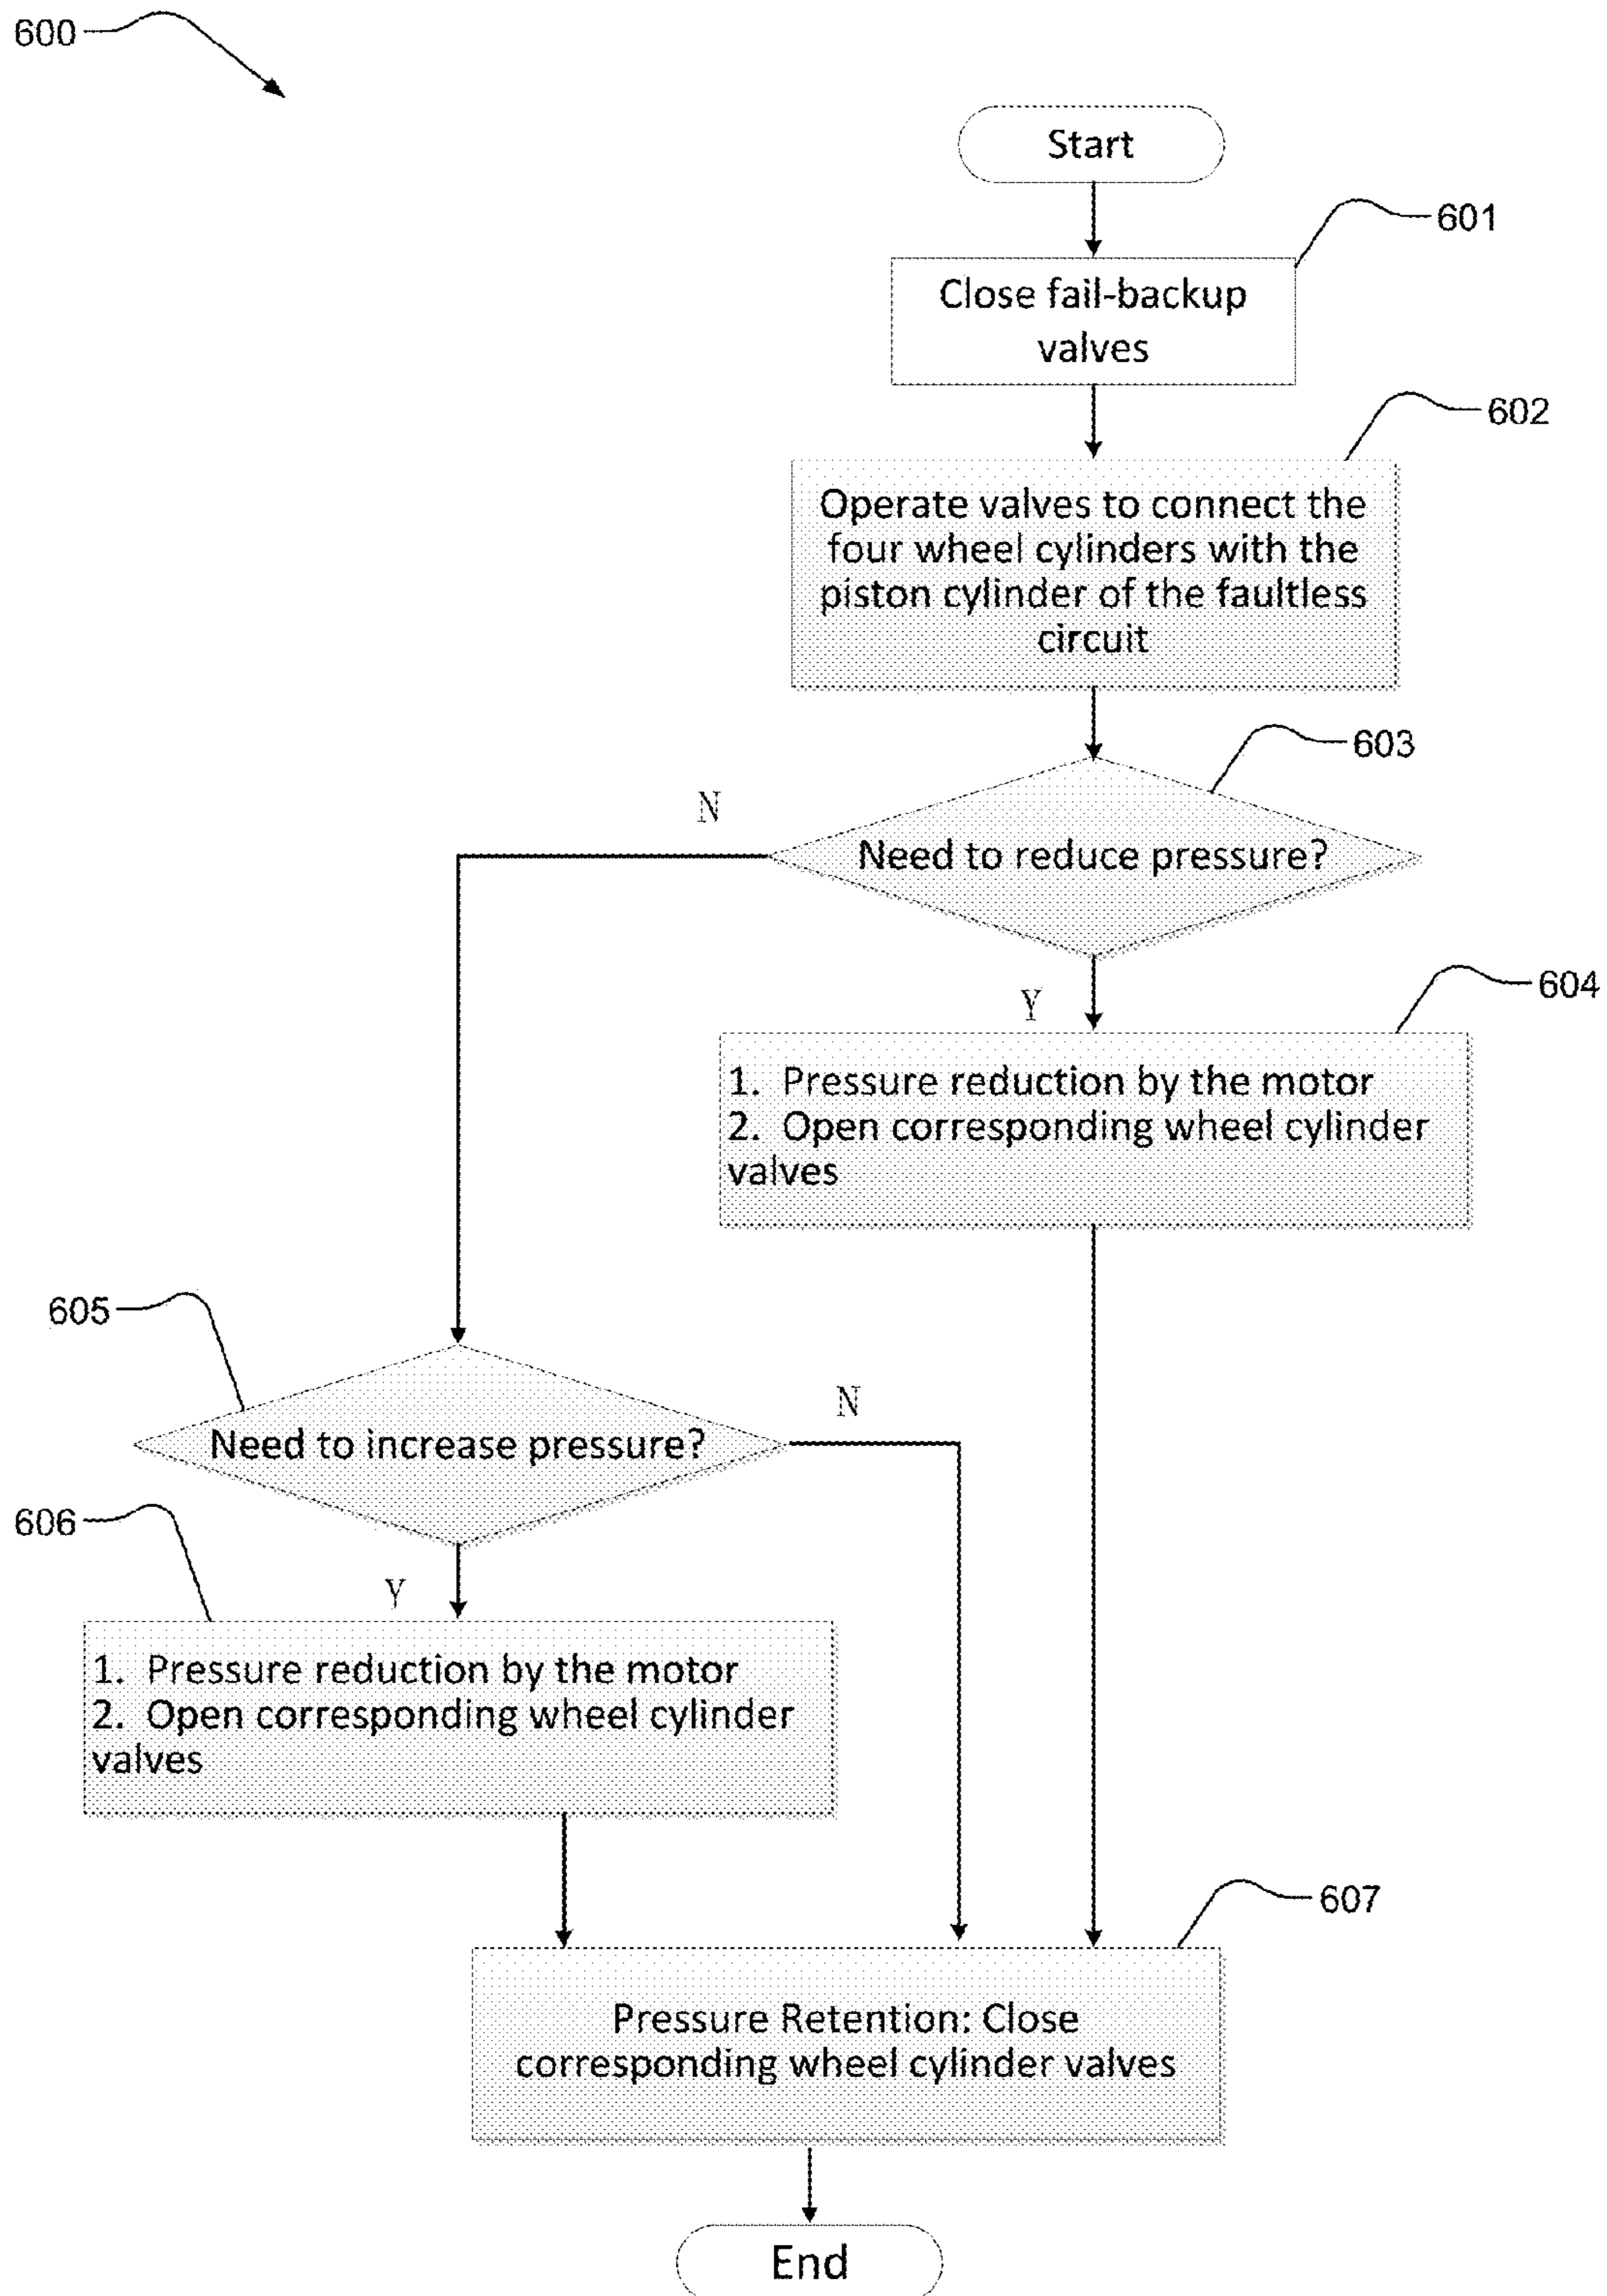 600
Start
601
Close fail-backup
valves
602
Operate valves to connect the
four wheel cylinders with the
piston cylinder of the faultless
circuit
603
N
Need to reduce pressure?
Y
604
1. Pressure reduction by the motor
2. Open corresponding wheel cylinder
valves
605
N
Need to increase pressure?
606
Y
1. Pressure reduction by the motor
2. Open corresponding wheel cylinder
valves
607
Pressure Retention: Close
corresponding wheel cylinder valves
End